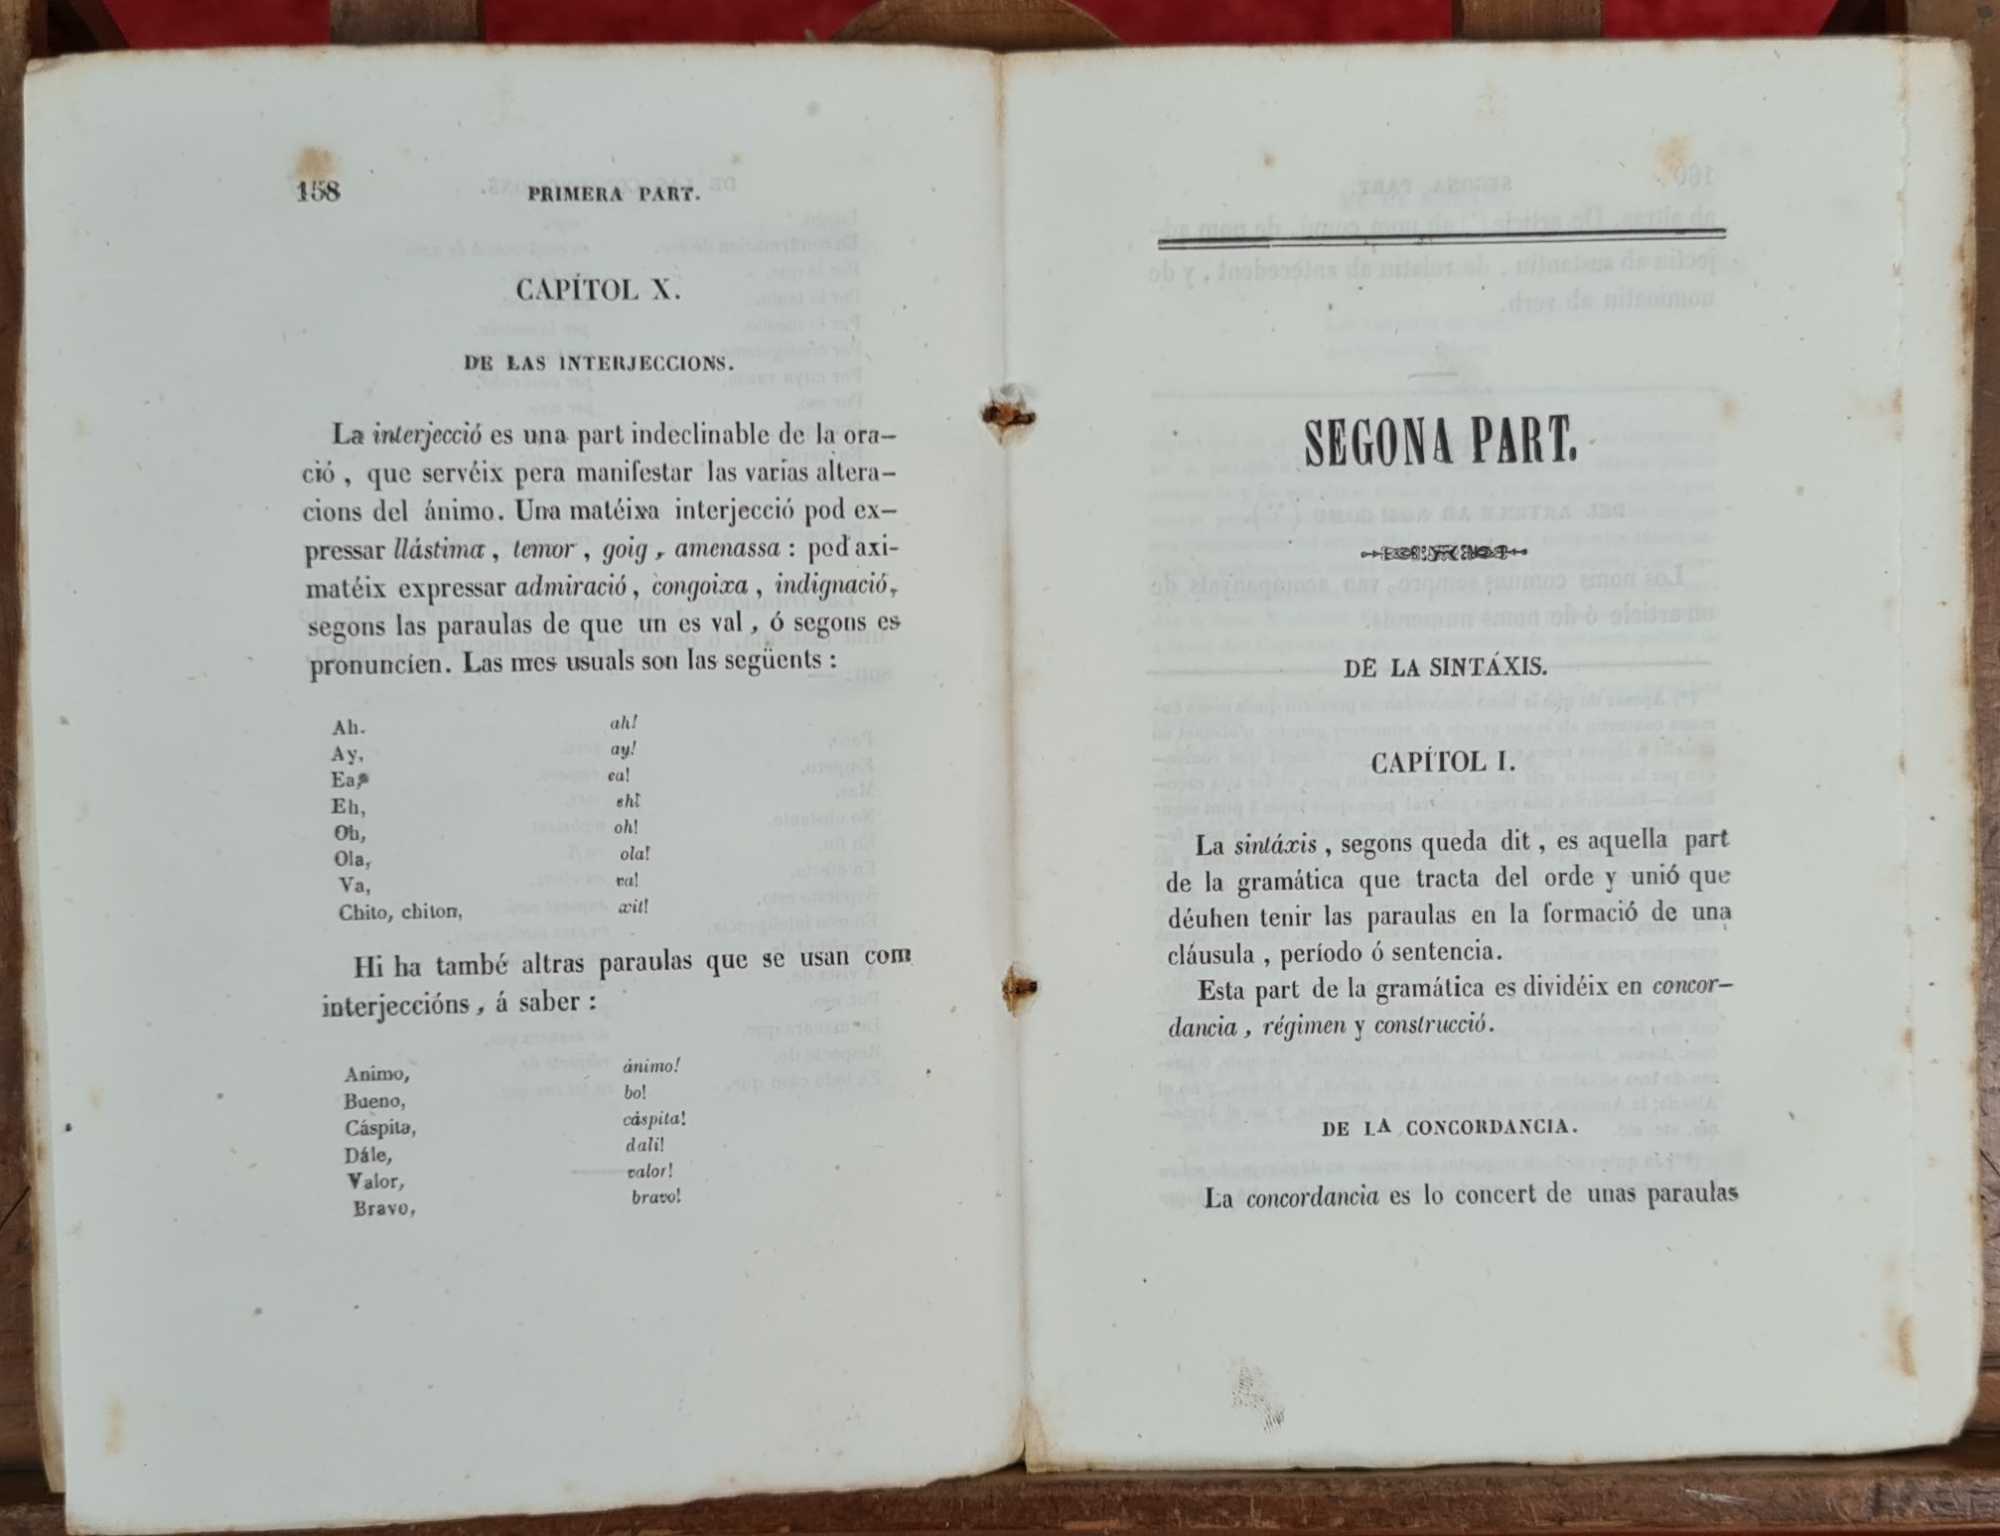 158
PRIMERA PART.
CAPÍTOL X.
DE LAS INTERJECCIONS.
La interjecció es una part indeclinable de la ora-
ció, que servéix pera manifestar las varias altera-
cions del ánimo. Una matéixa interjecció pod ex-
pressar llástima, temor, goig, amenassa: pod axi-
matéix expressar admiració, congoixa, indignació,
segons las paraulas de que un es val, ó segons es
pronuncien. Las mes usuals son las següents:
Ah. ah!
Ay, ay!
Ea, ea!
Eh, eh!
Oh, oh!
Ola, ola!
Va, va!
Chito, chiton, xit!
Hi ha també altras paraulas que se usan com
interjeccións, á saber:
Animo, ánimo!
Bueno, bo!
Cáspita, cáspita!
Dále, dali!
Valor, valor!
Bravo, bravo!
SEGONA PART.
DE LA SINTÁXIS.
CAPÍTOL I.
La sintáxis, segons queda dit, es aquella part
de la gramática que tracta del orde y unió que
déuhen tenir las paraulas en la formació de una
cláusula, período ó sentencia.
Esta part de la gramática es dividéix en concor-
dancia, régimen y construcció.
DE LA CONCORDANCIA.
La concordancia es lo concert de unas paraulas